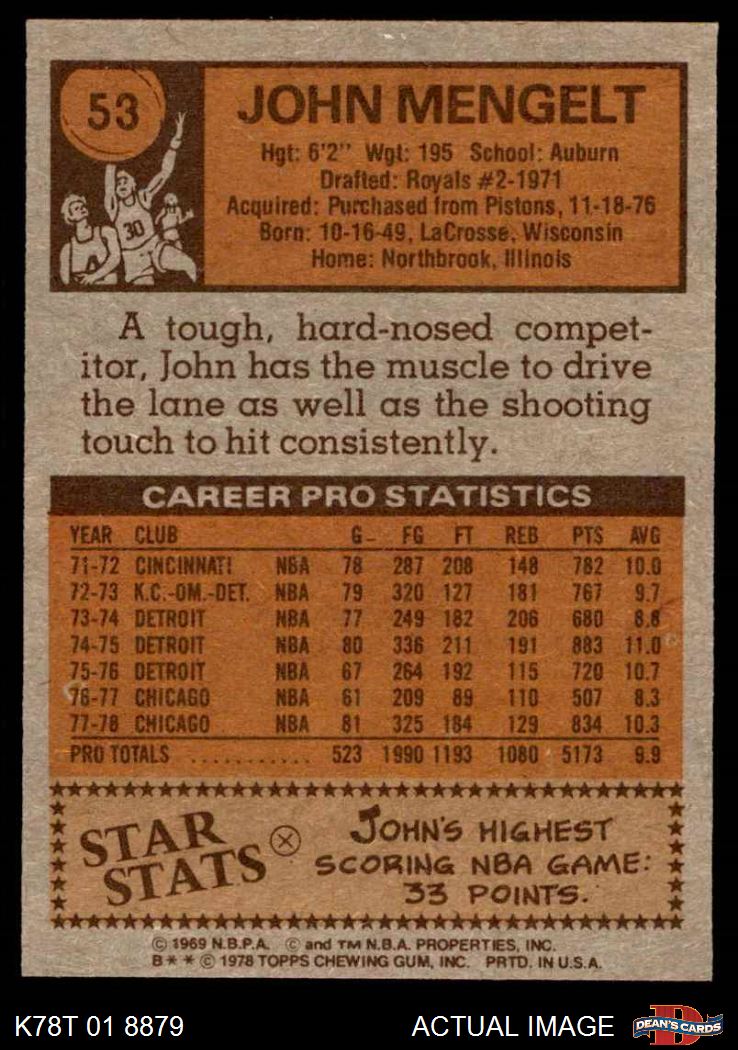 53
JOHN MENGELT
Hgt: 6'2" Wgt: 195 School: Auburn
Drafted: Royals #2-1971
Acquired: Purchased from Pistons, 11-18-76
Born: 10-16-49, LaCrosse, Wisconsin
Home: Northbrook, Illinois
30
A tough, hard-nosed compet-
itor, John has the muscle to drive
the lane as well as the shooting
touch to hit consistently.
CAREER PRO STATISTICS
YEAR CLUB G FG FT REB PTS AVG
71-72 CINCINNATI NBA 78 287 208 148 782 10.0
72-73 K.C.-OM.-DET. NBA 79 320 127 181 767 9.7
73-74 DETROIT NBA 77 249 182 206 680 8.8
74-75 DETROIT NBA 80 336 211 191 883 11.0
75-76 DETROIT NBA 67 264 192 115 720 10.7
76-77 CHICAGO NBA 61 209 89 110 507 8.3
77-78 CHICAGO NBA 81 325 184 129 834 10.3
PRO TOTALS ........... 523 1990 1193 1080 5173 9.9
STAR
STATS
JOHN'S HIGHEST
SCORING NBA GAME:
33 POINTS.
© 1969 N.B.P.A. © and TM N.B.A. PROPERTIES, INC.
B * * © 1978 TOPPS CHEWING GUM, INC. PRTD. IN U.S.A.
K78T 01 8879 ACTUAL IMAGE
D
DEAN'S CARDS